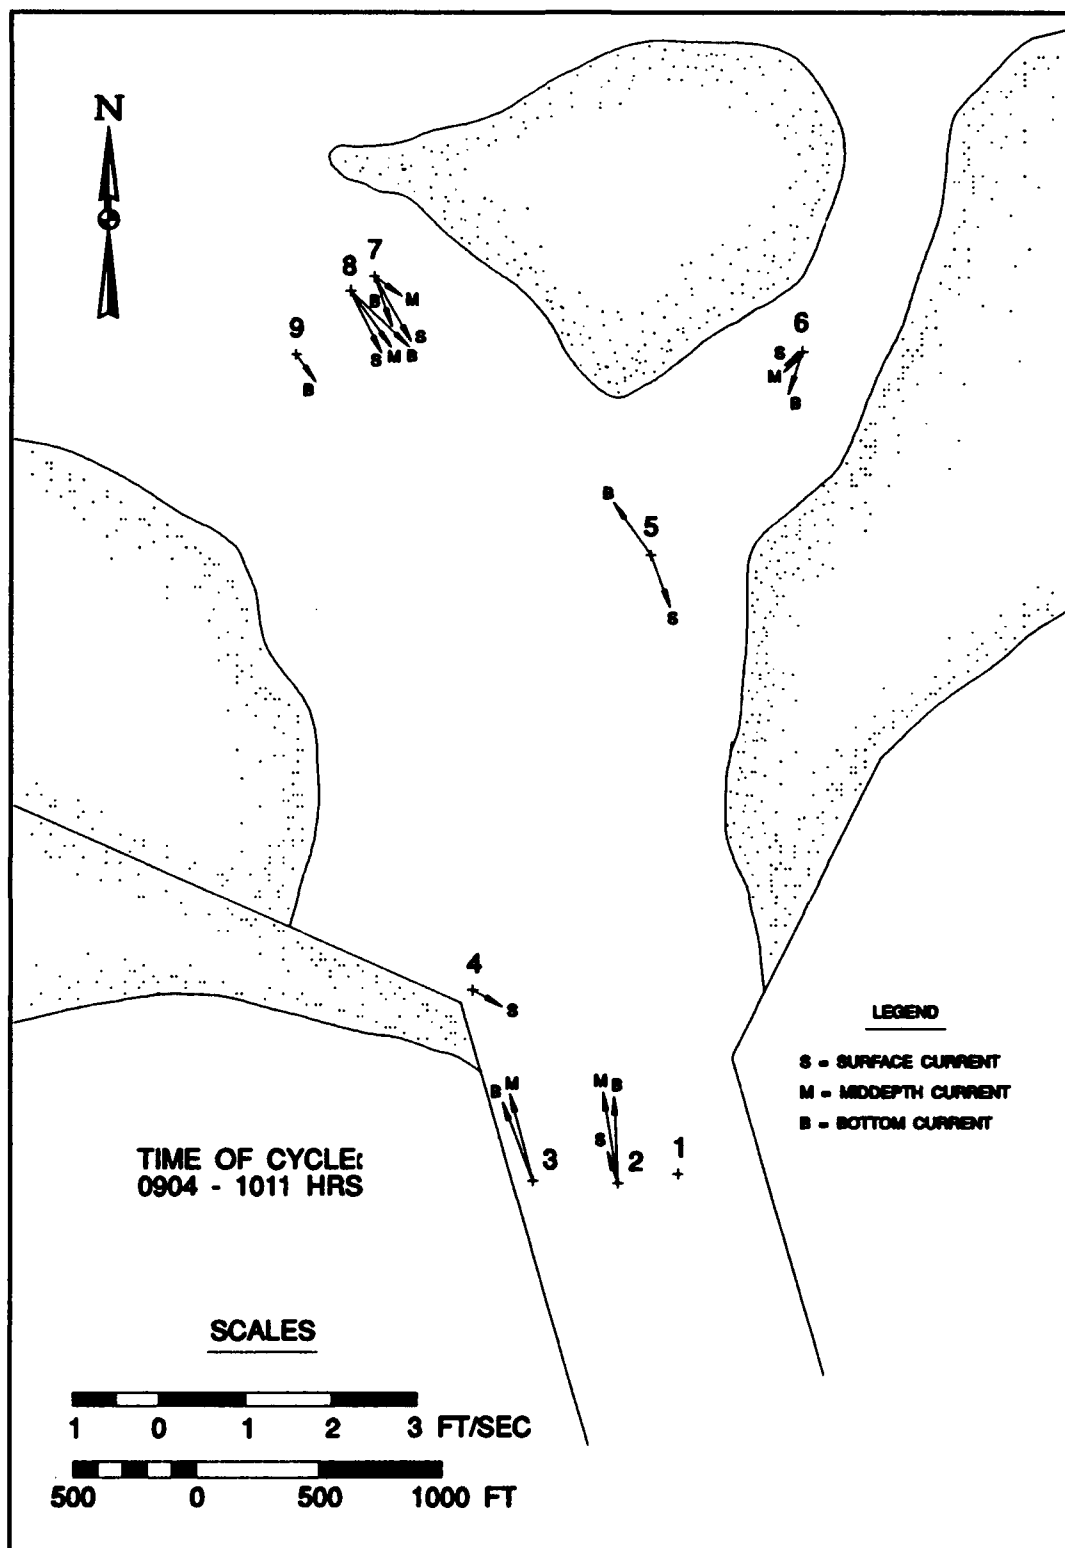 N
7
8
B
M
9
S
S
M
B
B
6
S
M
B
B
5
S
4
S
LEGEND
S = SURFACE CURRENT
M = MIDDEPTH CURRENT
B = BOTTOM CURRENT
B
M
M
B
S
3
2
1
TIME OF CYCLE:
0904 - 1011 HRS
SCALES
1 0 1 2 3 FT/SEC
500 0 500 1000 FT